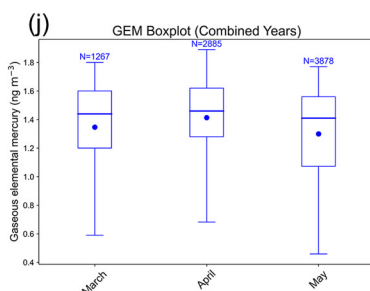 (j)
GEM Boxplot (Combined Years)
N=1267
N=2885
N=3878
Gaseous elemental mercury (ng m⁻³)
1.8
1.6
1.4
1.2
1.0
0.8
0.6
0.4
March
April
May